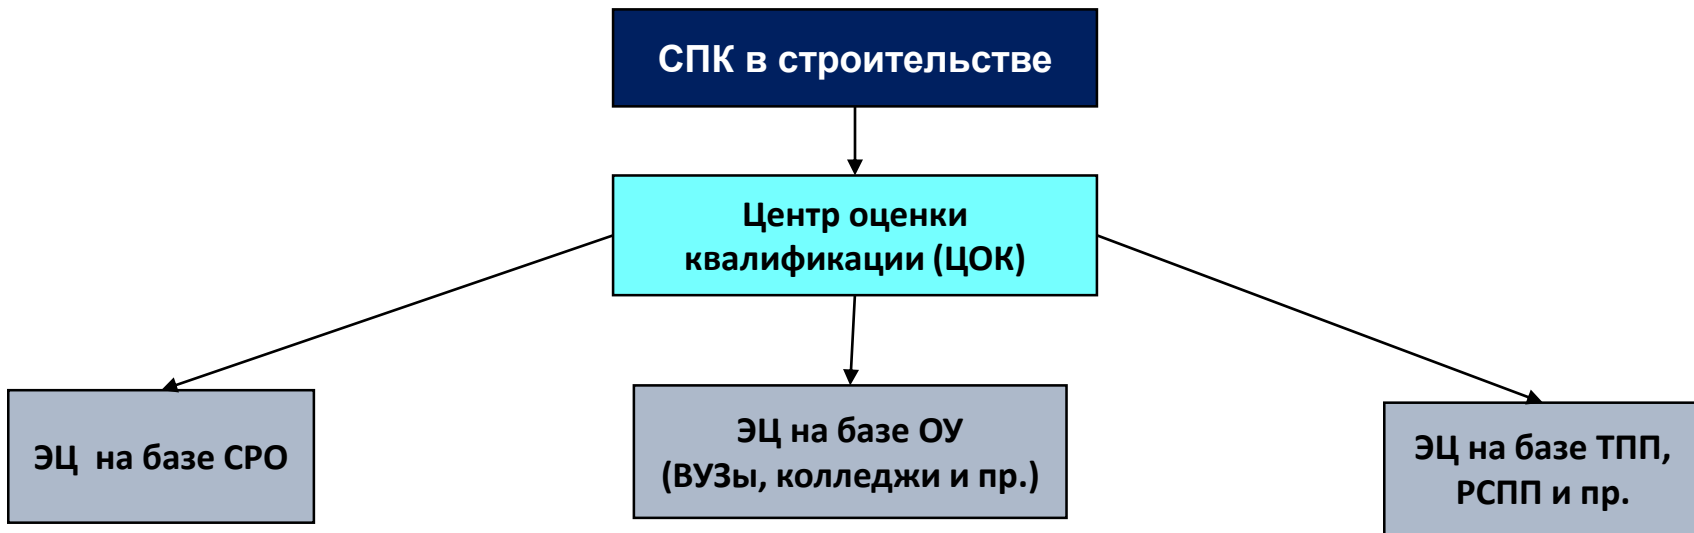 СПК в строительстве
Центр оценки
квалификации (ЦОК)
ЭЦ на базе СРО
ЭЦ на базе ОУ
(ВУЗы, колледжи и пр.)
ЭЦ на базе ТПП,
РСПП и пр.